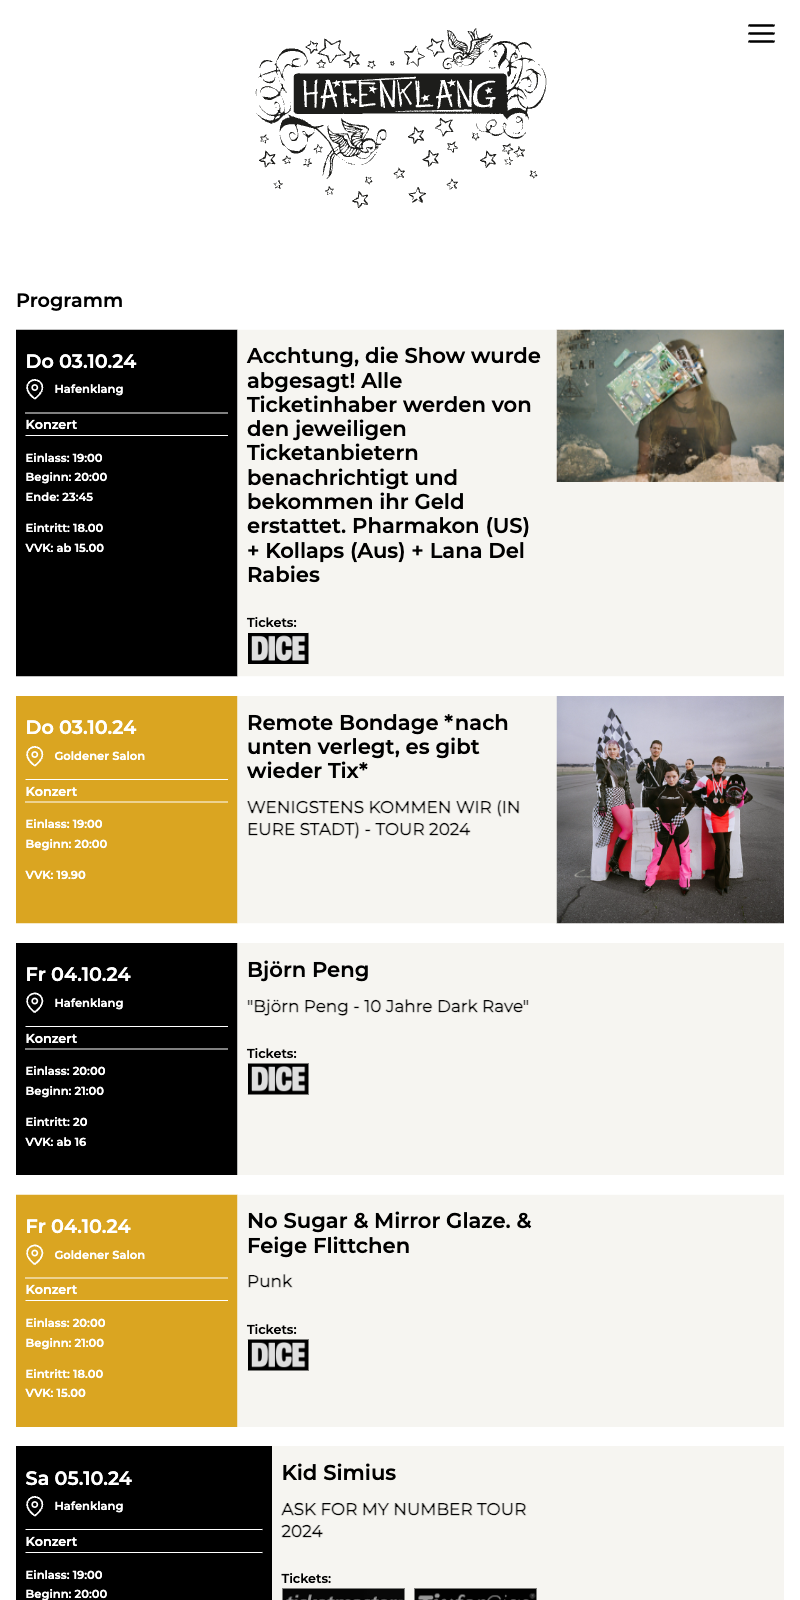 HAFENKLANG
Programm
Do 03.10.24
Hafenklang
Konzert
Einlass: 19:00
Beginn: 20:00
Ende: 23:45
Eintritt: 18.00
VVK: ab 15.00
Acchtung, die Show wurde
abgesagt! Alle
Ticketinhaber werden von
den jeweiligen
Ticketanbietern
benachrichtigt und
bekommen ihr Geld
erstattet. Pharmakon (US)
+ Kollaps (Aus) + Lana Del
Rabies
Tickets:
DICE
Do 03.10.24
Goldener Salon
Konzert
Einlass: 19:00
Beginn: 20:00
VVK: 19.90
Remote Bondage *nach
unten verlegt, es gibt
wieder Tix*
WENIGSTENS KOMMEN WIR (IN
EURE STADT) - TOUR 2024
Fr 04.10.24
Hafenklang
Konzert
Einlass: 20:00
Beginn: 21:00
Eintritt: 20
VVK: ab 16
Björn Peng
"Björn Peng - 10 Jahre Dark Rave"
Tickets:
DICE
Fr 04.10.24
Goldener Salon
Konzert
Einlass: 20:00
Beginn: 21:00
Eintritt: 18.00
VVK: 15.00
No Sugar & Mirror Glaze. &
Feige Flittchen
Punk
Tickets:
DICE
Sa 05.10.24
Hafenklang
Konzert
Einlass: 19:00
Beginn: 20:00
Kid Simius
ASK FOR MY NUMBER TOUR
2024
Tickets: